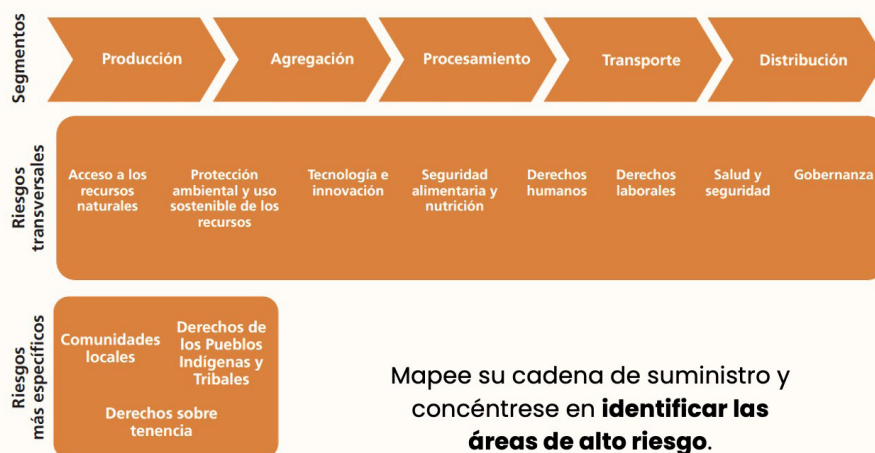 Segmentos
Producción
Agregación
Procesamiento
Transporte
Distribución
Riesgos
transversales
Acceso a los
recursos
naturales
Protección
ambiental y uso
sostenible de los
recursos
Tecnología e
innovación
Seguridad
alimentaria y
nutrición
Derechos
humanos
Derechos
laborales
Salud y
seguridad
Gobernanza
Riesgos
más específicos
Comunidades
locales
Derechos de
los Pueblos
Indígenas y
Tribales
Derechos sobre
tenencia
Mapee su cadena de suministro y
concéntrese en identificar las
áreas de alto riesgo.